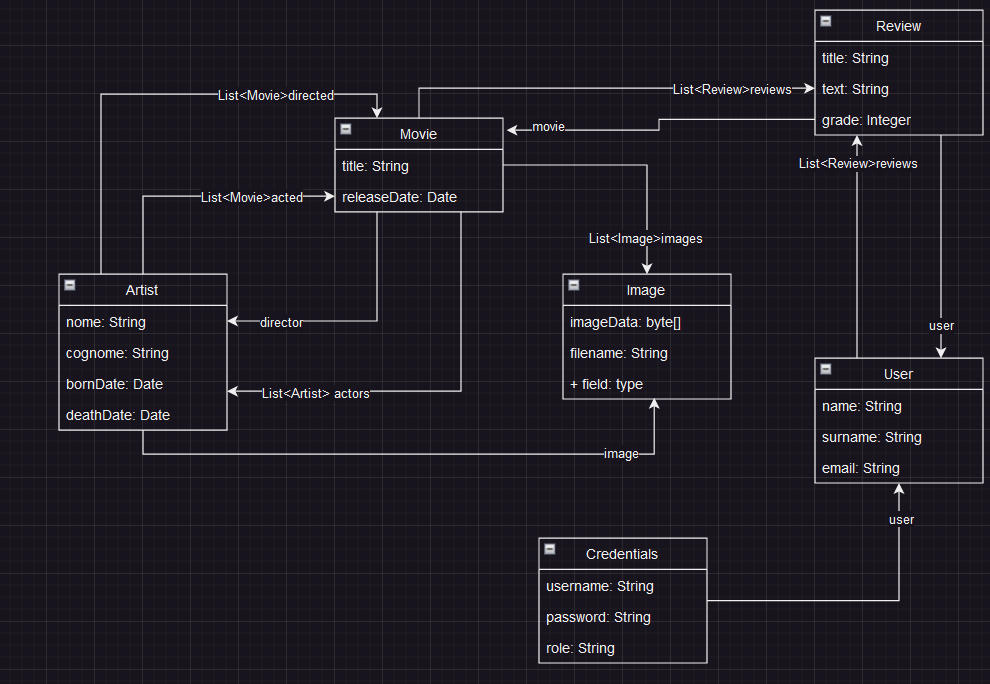 Review
title: String
text: String
grade: Integer
List<Movie>directed
List<Review>reviews
movie
Movie
title: String
releaseDate: Date
List<Movie>acted
List<Review>reviews
List<Image>images
Artist
nome: String
cognome: String
bornDate: Date
deathDate: Date
director
List<Artist> actors
Image
imageData: byte[]
filename: String
+ field: type
image
user
User
name: String
surname: String
email: String
user
Credentials
username: String
password: String
role: String